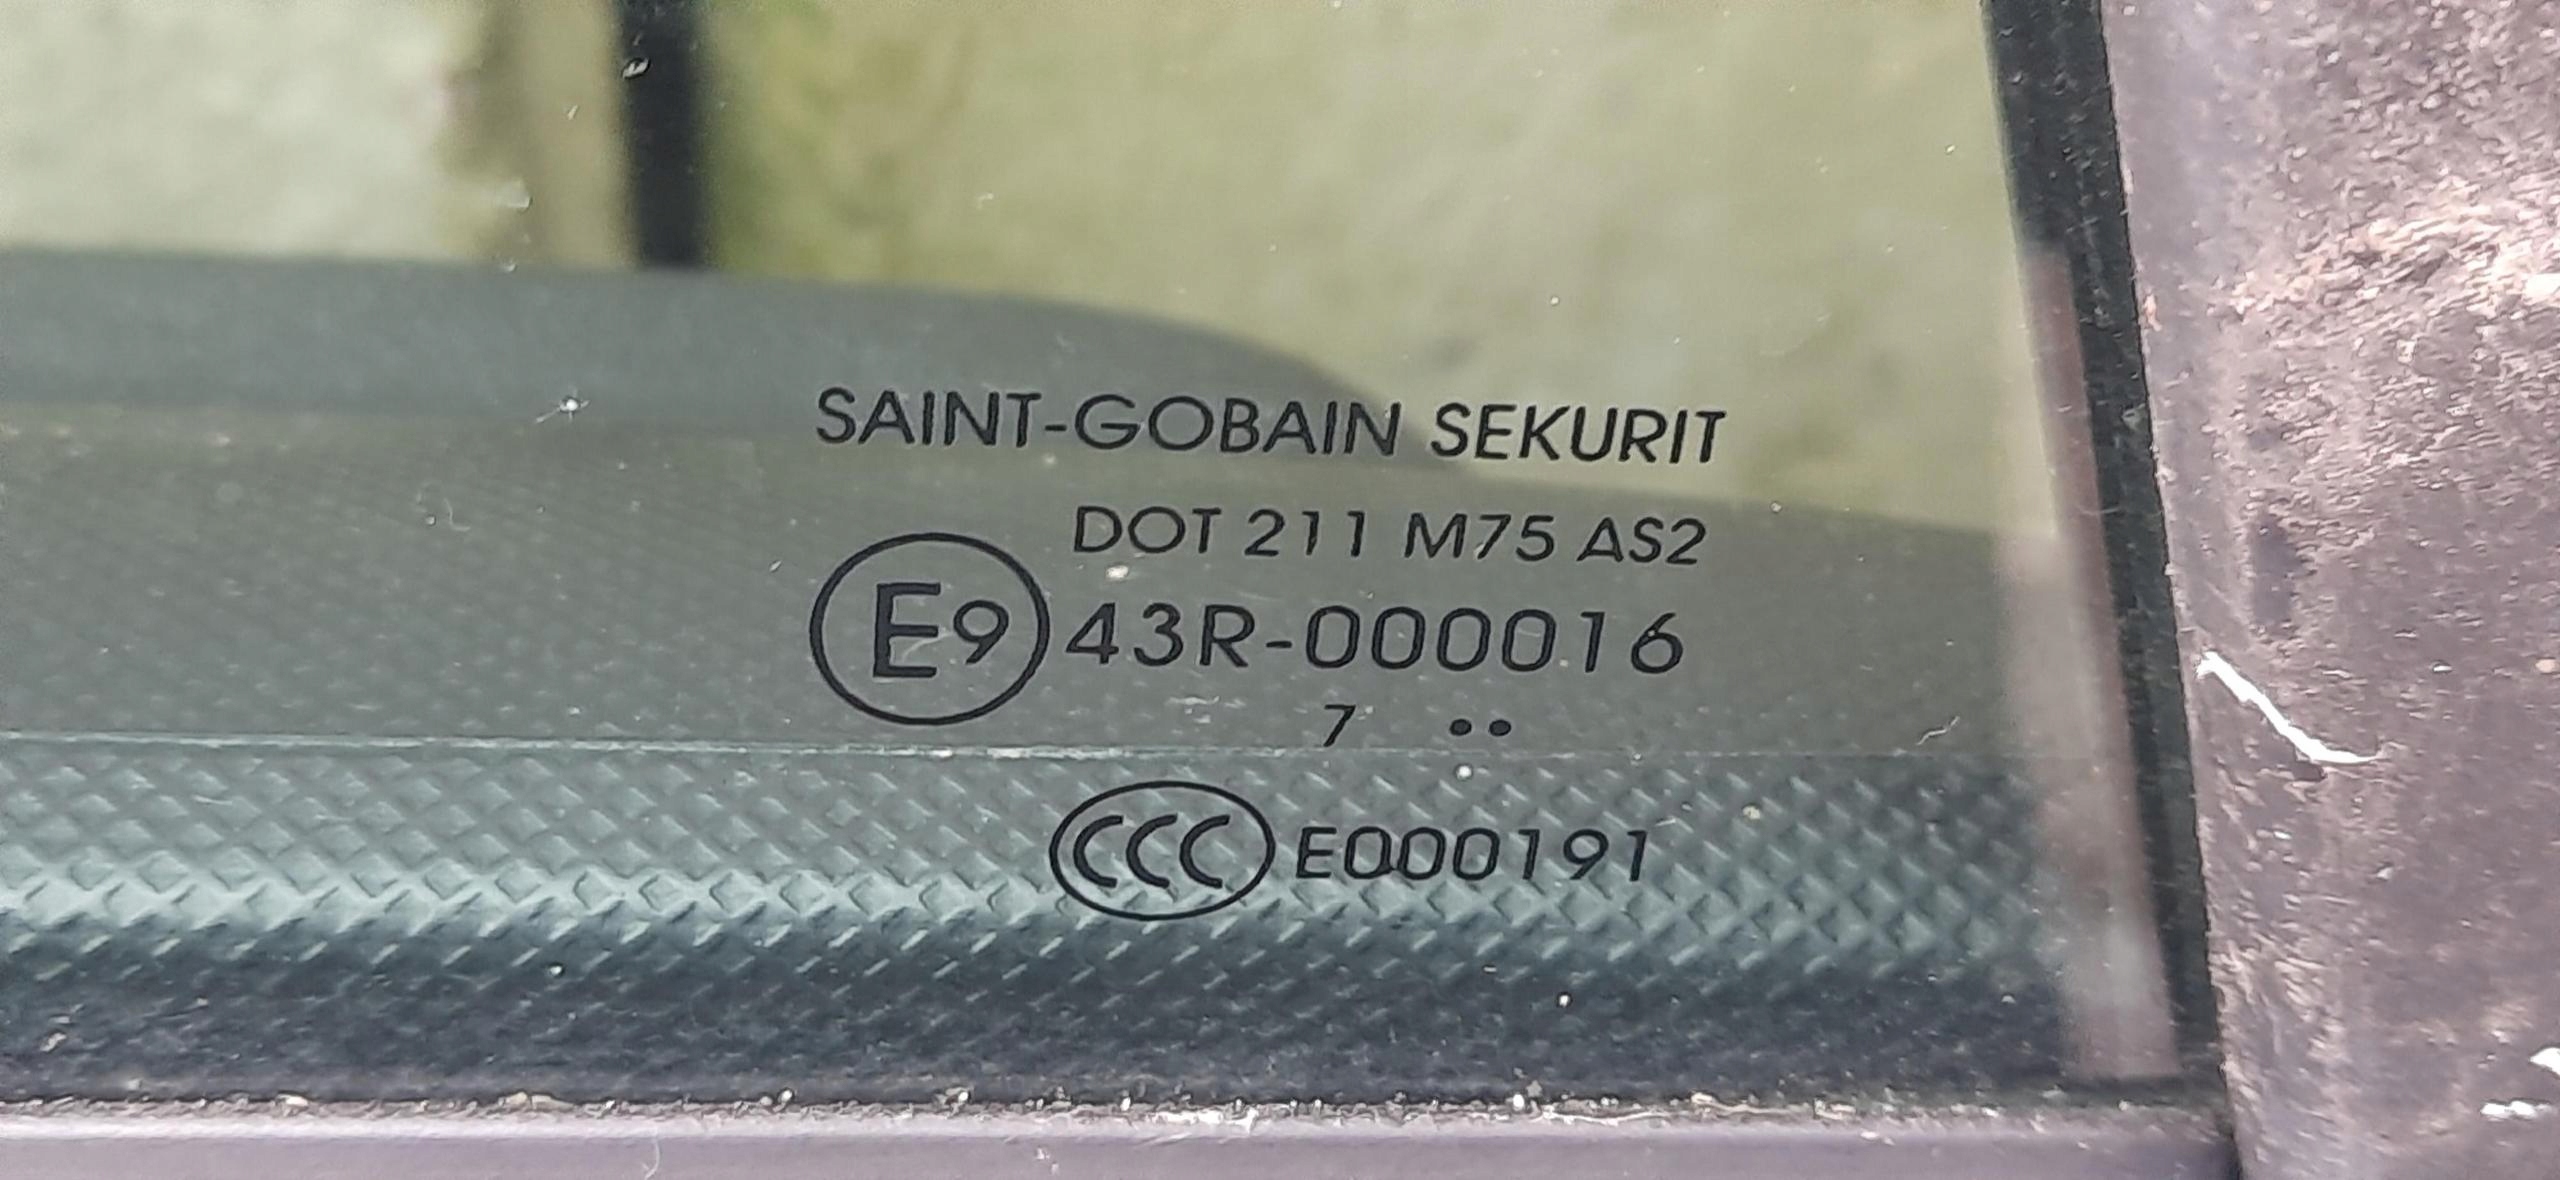 SAINT-GOBAIN SEKURIT
DOT 211 M75 AS2
E9 43R-000016
7 ••
CCC E000191